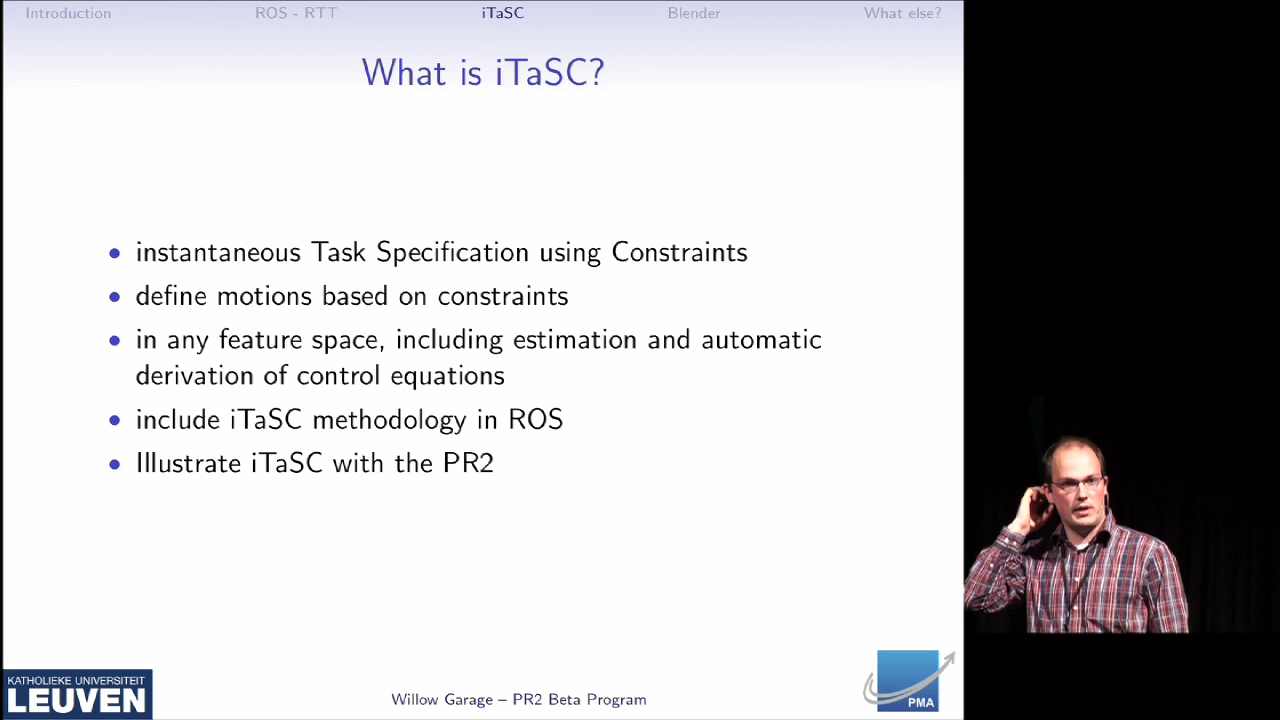 Introduction ROS - RTT iTaSC Blender What else?
What is iTaSC?
• instantaneous Task Specification using Constraints
• define motions based on constraints
• in any feature space, including estimation and automatic
derivation of control equations
• include iTaSC methodology in ROS
• Illustrate iTaSC with the PR2
KATHOLIEKE UNIVERSITEIT
LEUVEN
Willow Garage – PR2 Beta Program
PMA